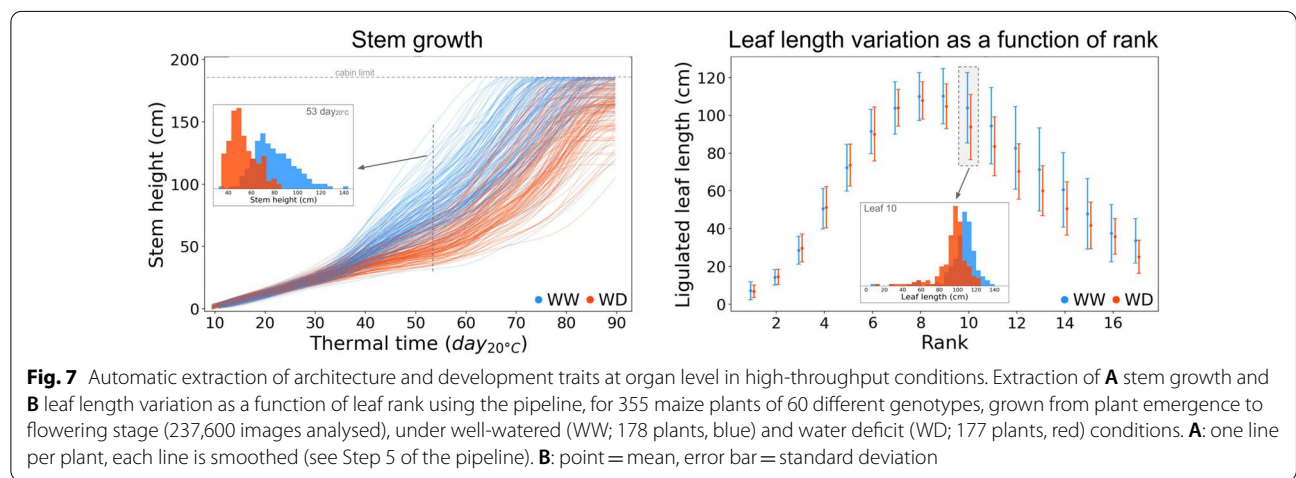 Stem growth
Stem height (cm)
200
150
100
50
0
cabin limit
53 day20°C
40 60 80 100 120 140
Stem height (cm)
WW WD
10 20 30 40 50 60 70 80 90
Thermal time (day20°C)
Leaf length variation as a function of rank
Ligulated leaf length (cm)
120
100
80
60
40
20
0
Leaf 10
0 20 40 60 80 100 120 140
Leaf length (cm)
WW WD
2 4 6 8 10 12 14 16
Rank
Fig. 7 Automatic extraction of architecture and development traits at organ level in high-throughput conditions. Extraction of A stem growth and
B leaf length variation as a function of leaf rank using the pipeline, for 355 maize plants of 60 different genotypes, grown from plant emergence to
flowering stage (237,600 images analysed), under well-watered (WW; 178 plants, blue) and water deficit (WD; 177 plants, red) conditions. A: one line
per plant, each line is smoothed (see Step 5 of the pipeline). B: point = mean, error bar = standard deviation